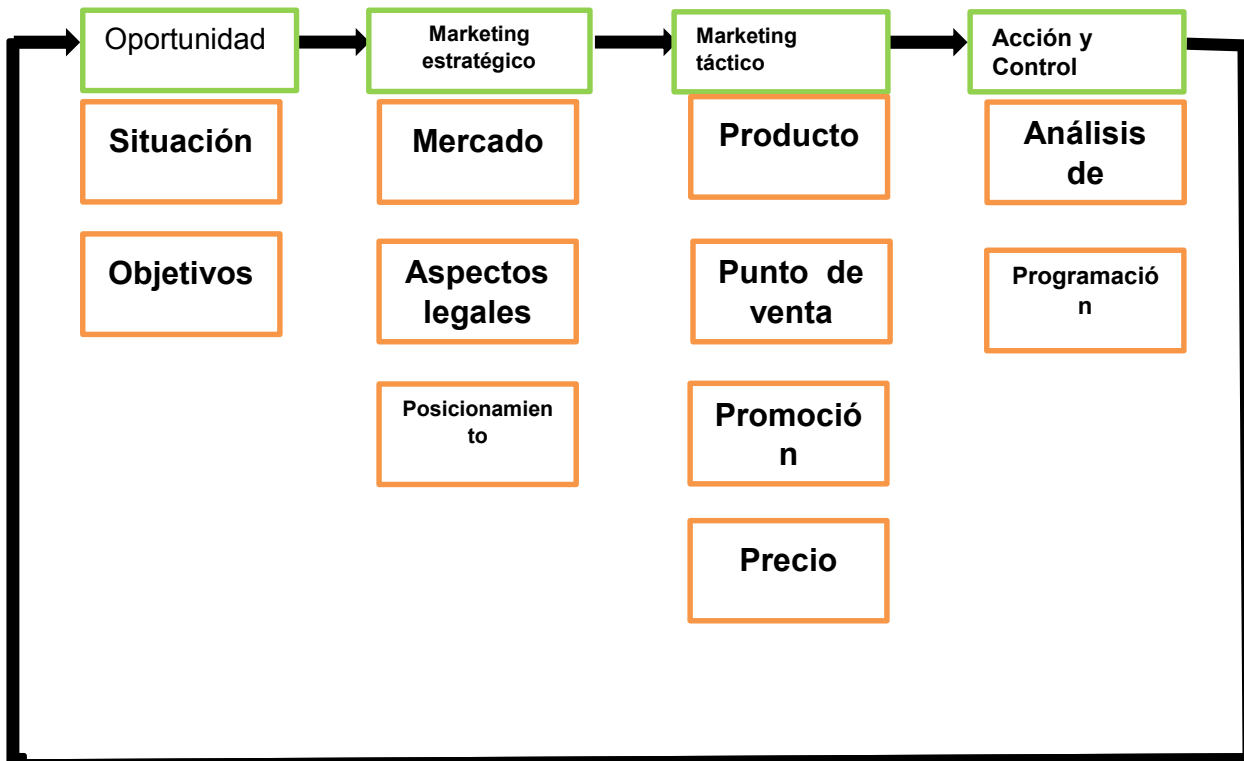 Oportunidad
Marketing
estratégico
Marketing
táctico
Acción y
Control
Situación
Mercado
Producto
Análisis
de
Objetivos
Aspectos
legales
Punto de
venta
Programació
n
Posicionamien
to
Promoció
n
Precio